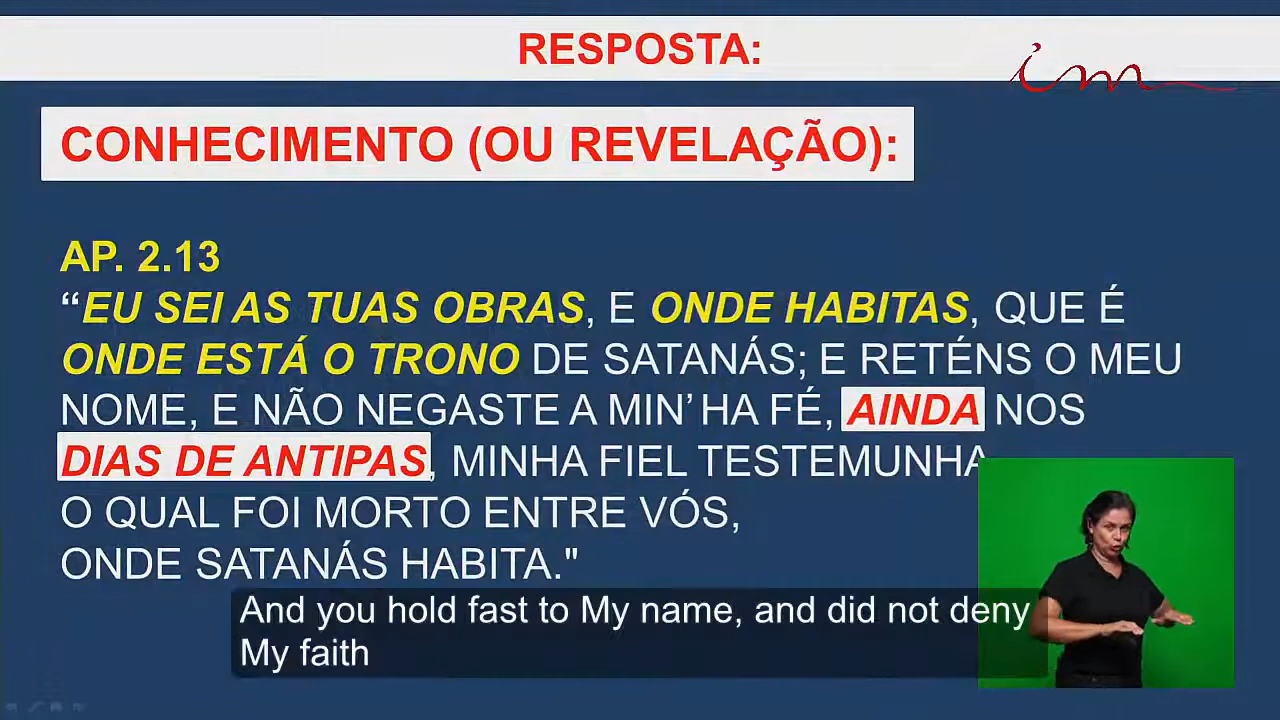 RESPOSTA:
im
CONHECIMENTO (OU REVELAÇÃO):
AP. 2.13
“EU SEI AS TUAS OBRAS, E ONDE HABITAS, QUE É
ONDE ESTÁ O TRONO DE SATANÁS; E RETÉNS O MEU
NOME, E NÃO NEGASTE A MIN’ HA FÉ, AINDA NOS
DIAS DE ANTIPAS, MINHA FIEL TESTEMUNHA
O QUAL FOI MORTO ENTRE VÓS,
ONDE SATANÁS HABITA."
And you hold fast to My name, and did not deny
My faith